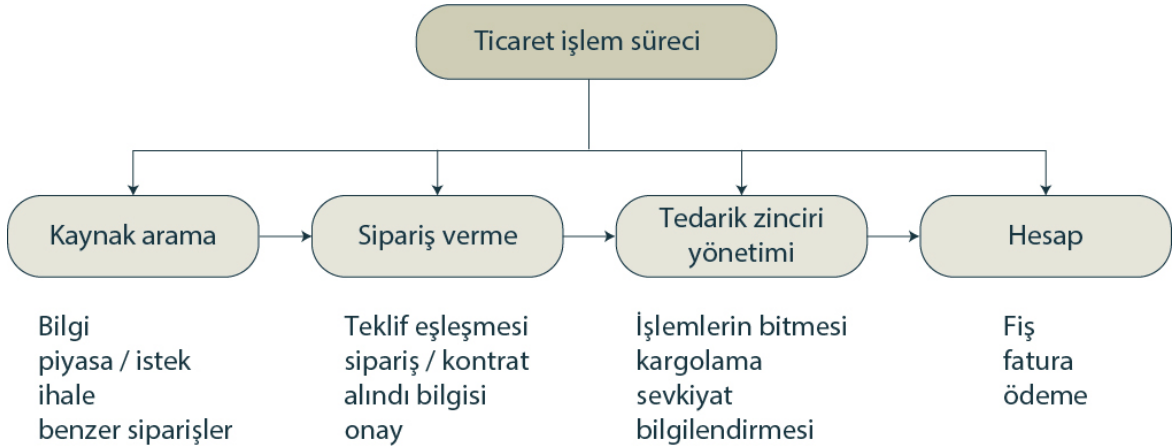 Ticaret işlem süreci
Kaynak arama
Sipariş verme
Tedarik zinciri
yönetimi
Hesap
Bilgi
piyasa / istek
ihale
benzer siparişler
Teklif eşleşmesi
sipariş / kontrat
alındı bilgisi
onay
İşlemlerin bitmesi
kargolama
sevkiyat
bilgilendirmesi
Fiş
fatura
ödeme